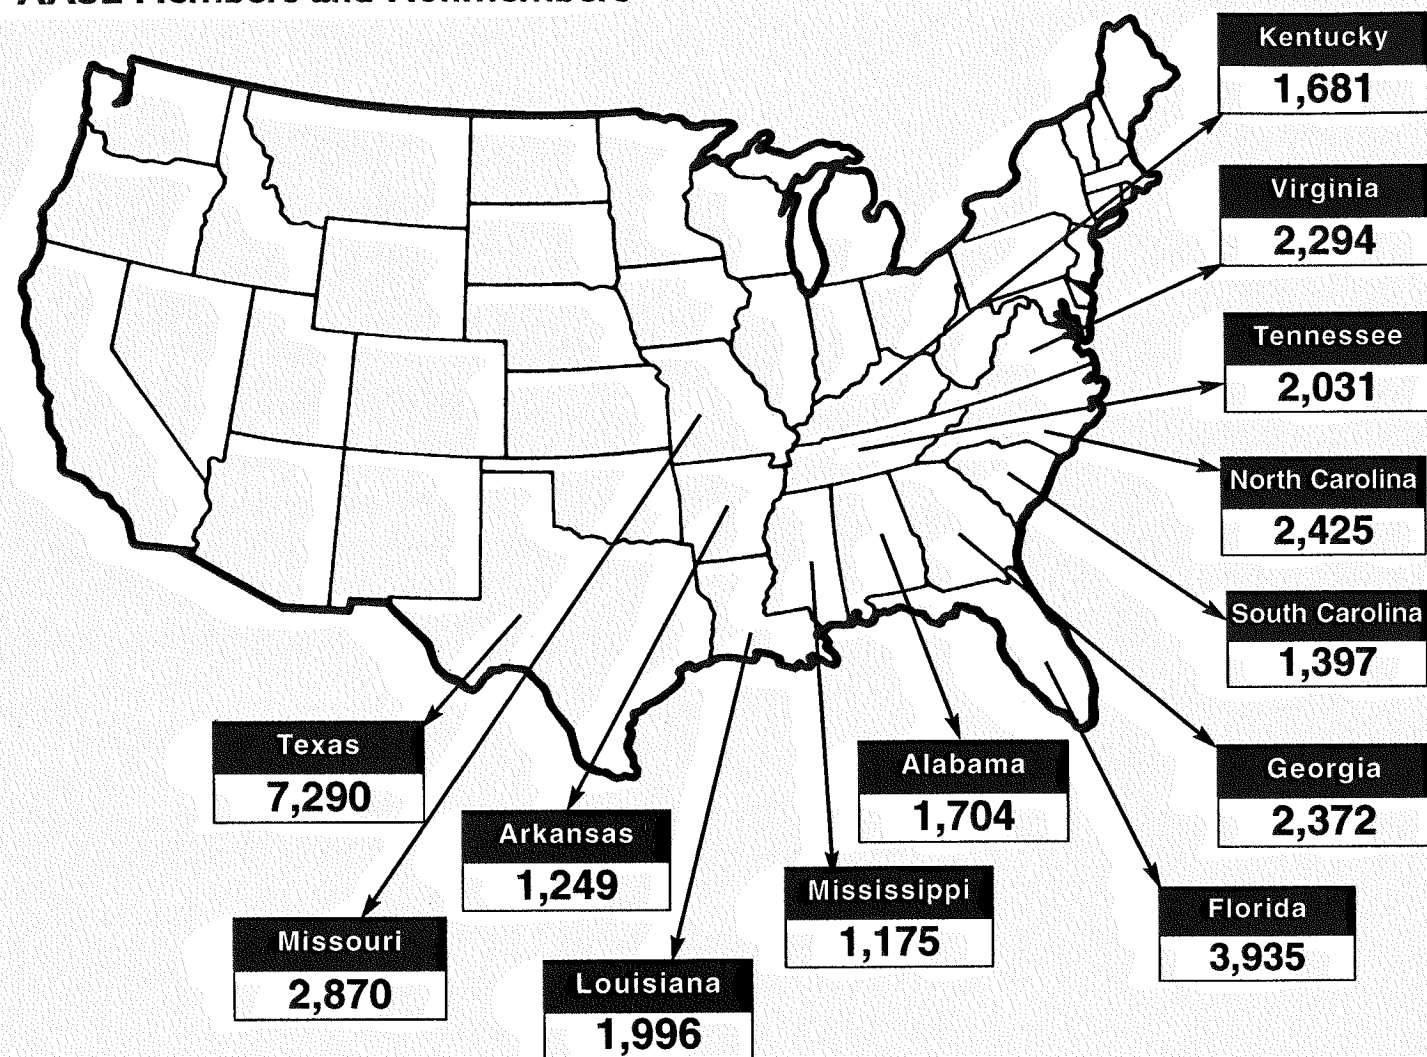 Kentucky
1,681
Virginia
2,294
Tennessee
2,031
North Carolina
2,425
South Carolina
1,397
Georgia
2,372
Florida
3,935
Alabama
1,704
Mississippi
1,175
Louisiana
1,996
Arkansas
1,249
Missouri
2,870
Texas
7,290